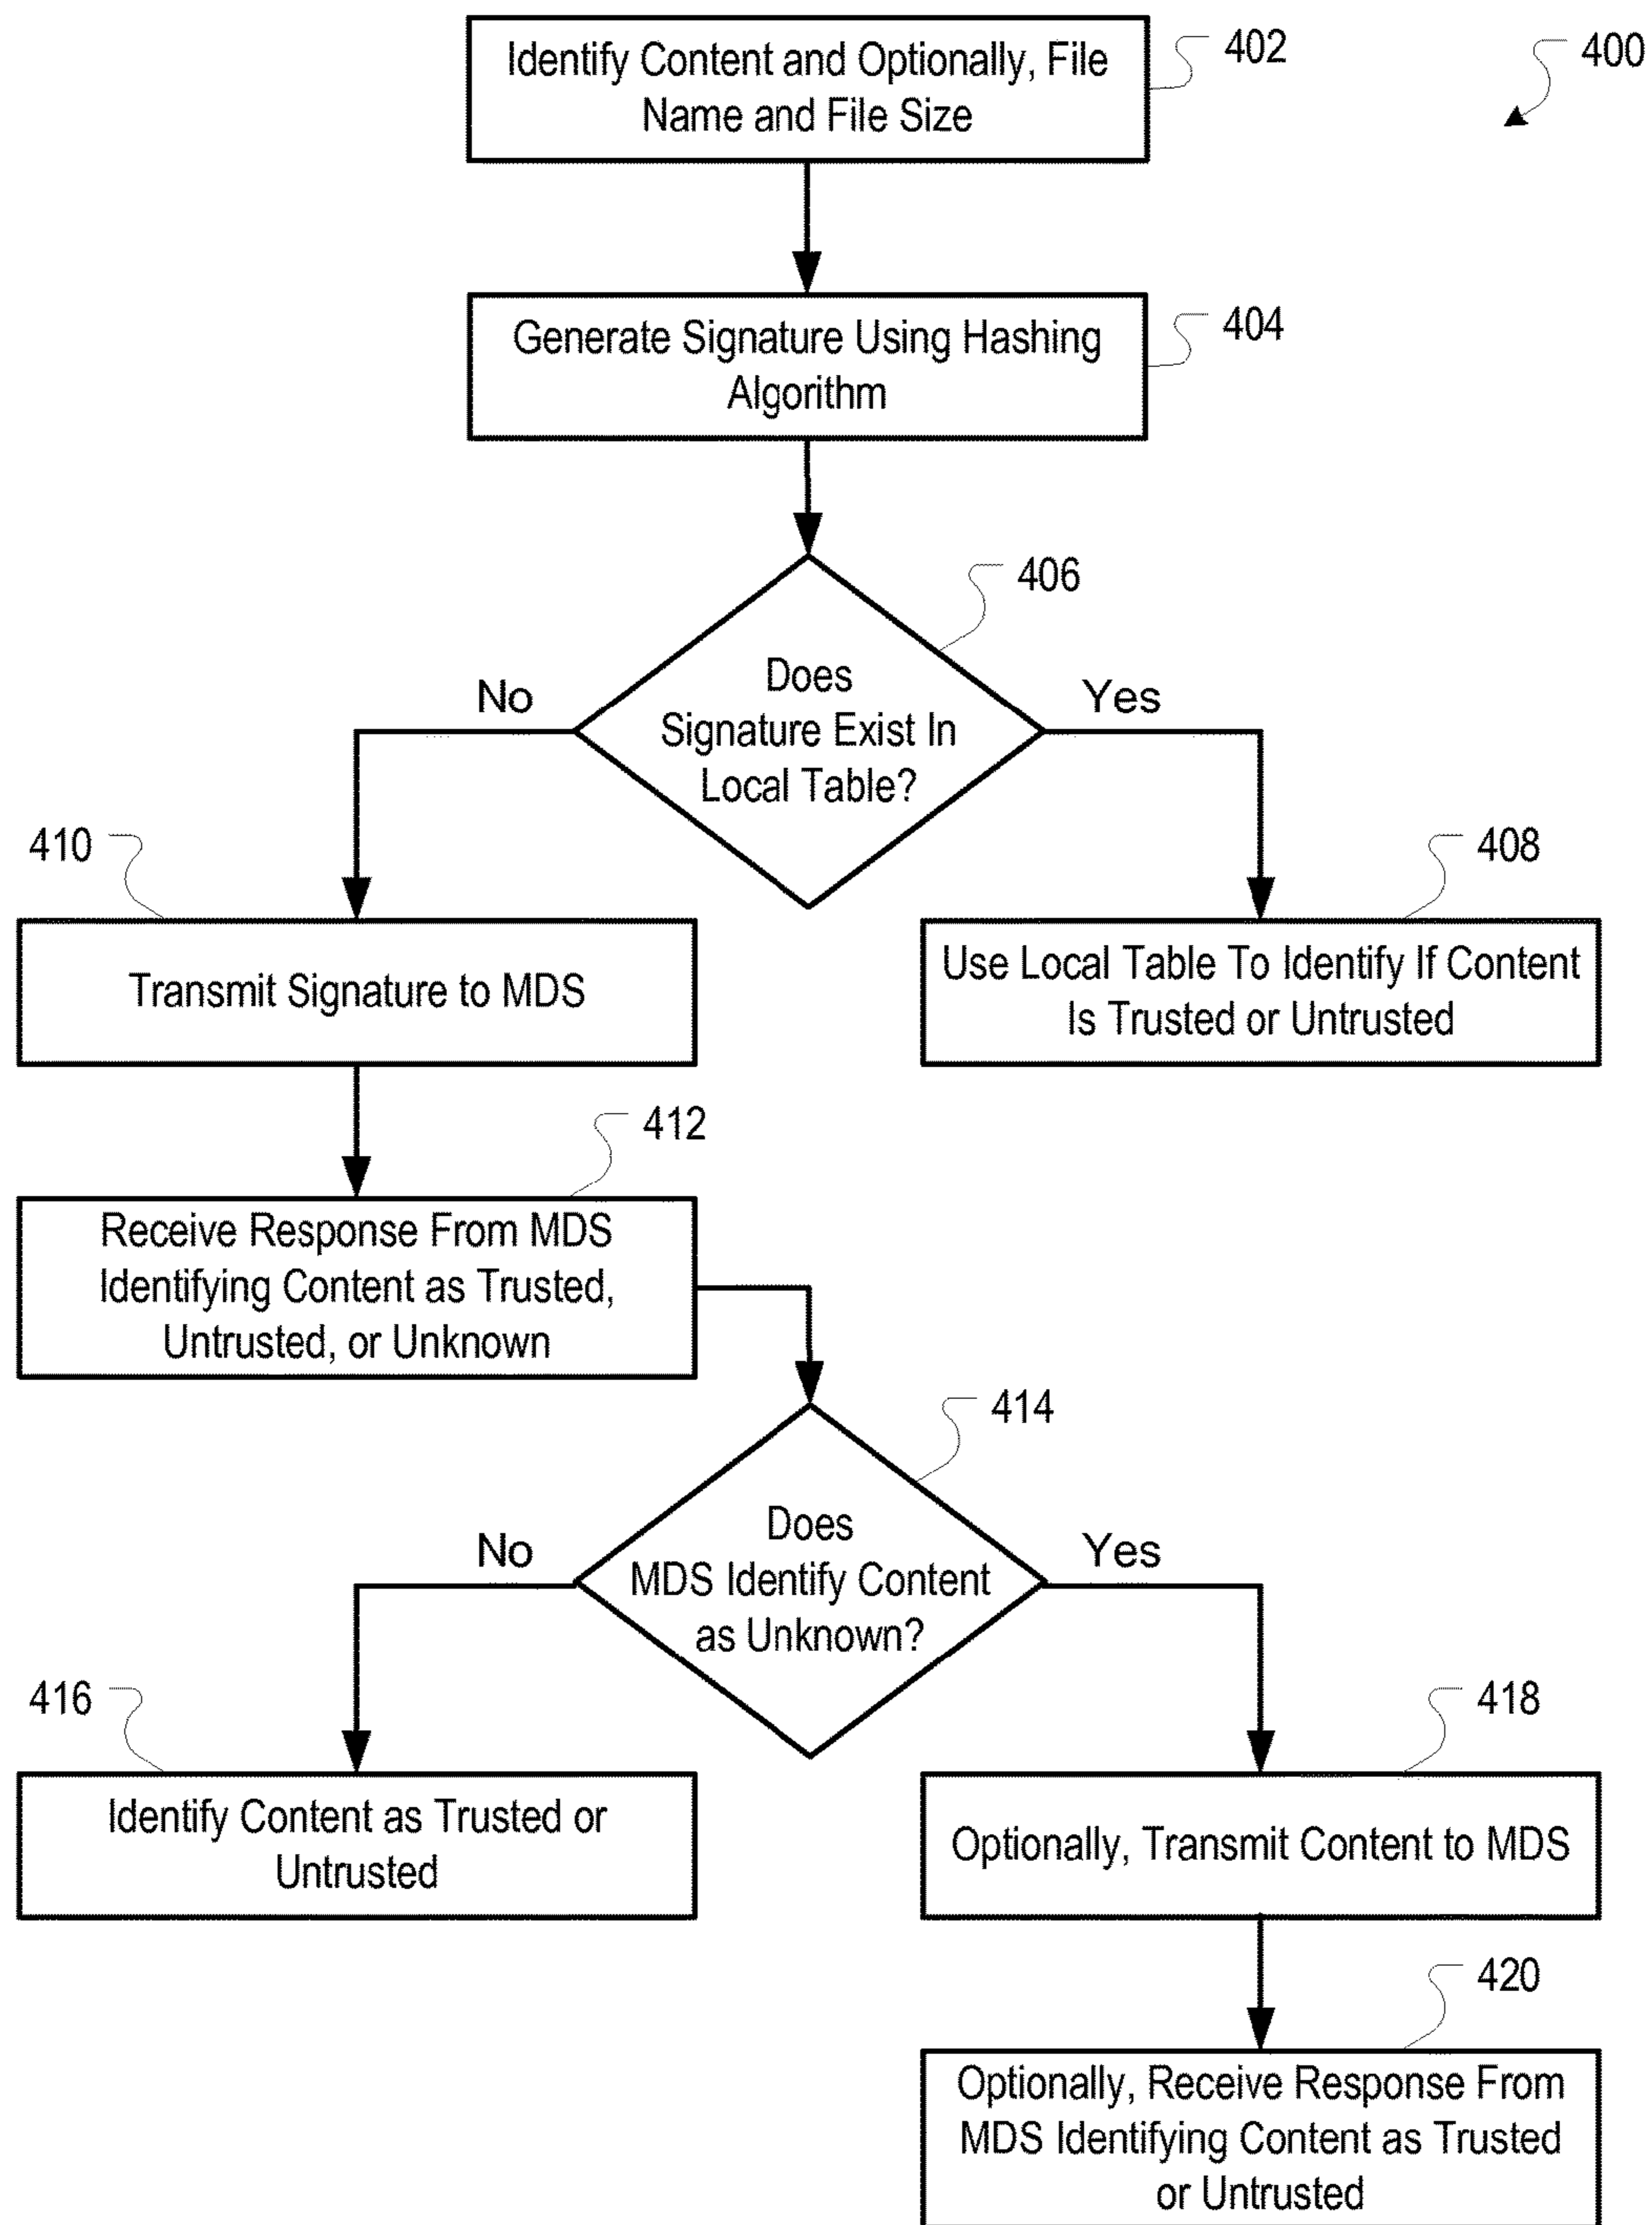 Identify Content and Optionally, File
Name and File Size
402
400
Generate Signature Using Hashing
Algorithm
404
406
Does
Signature Exist In
Local Table?
No
Yes
410
408
Transmit Signature to MDS
Use Local Table To Identify If Content
Is Trusted or Untrusted
412
Receive Response From MDS
Identifying Content as Trusted,
Untrusted, or Unknown
414
Does
MDS Identify Content
as Unknown?
No
Yes
416
418
Identify Content as Trusted or
Untrusted
Optionally, Transmit Content to MDS
420
Optionally, Receive Response From
MDS Identifying Content as Trusted
or Untrusted